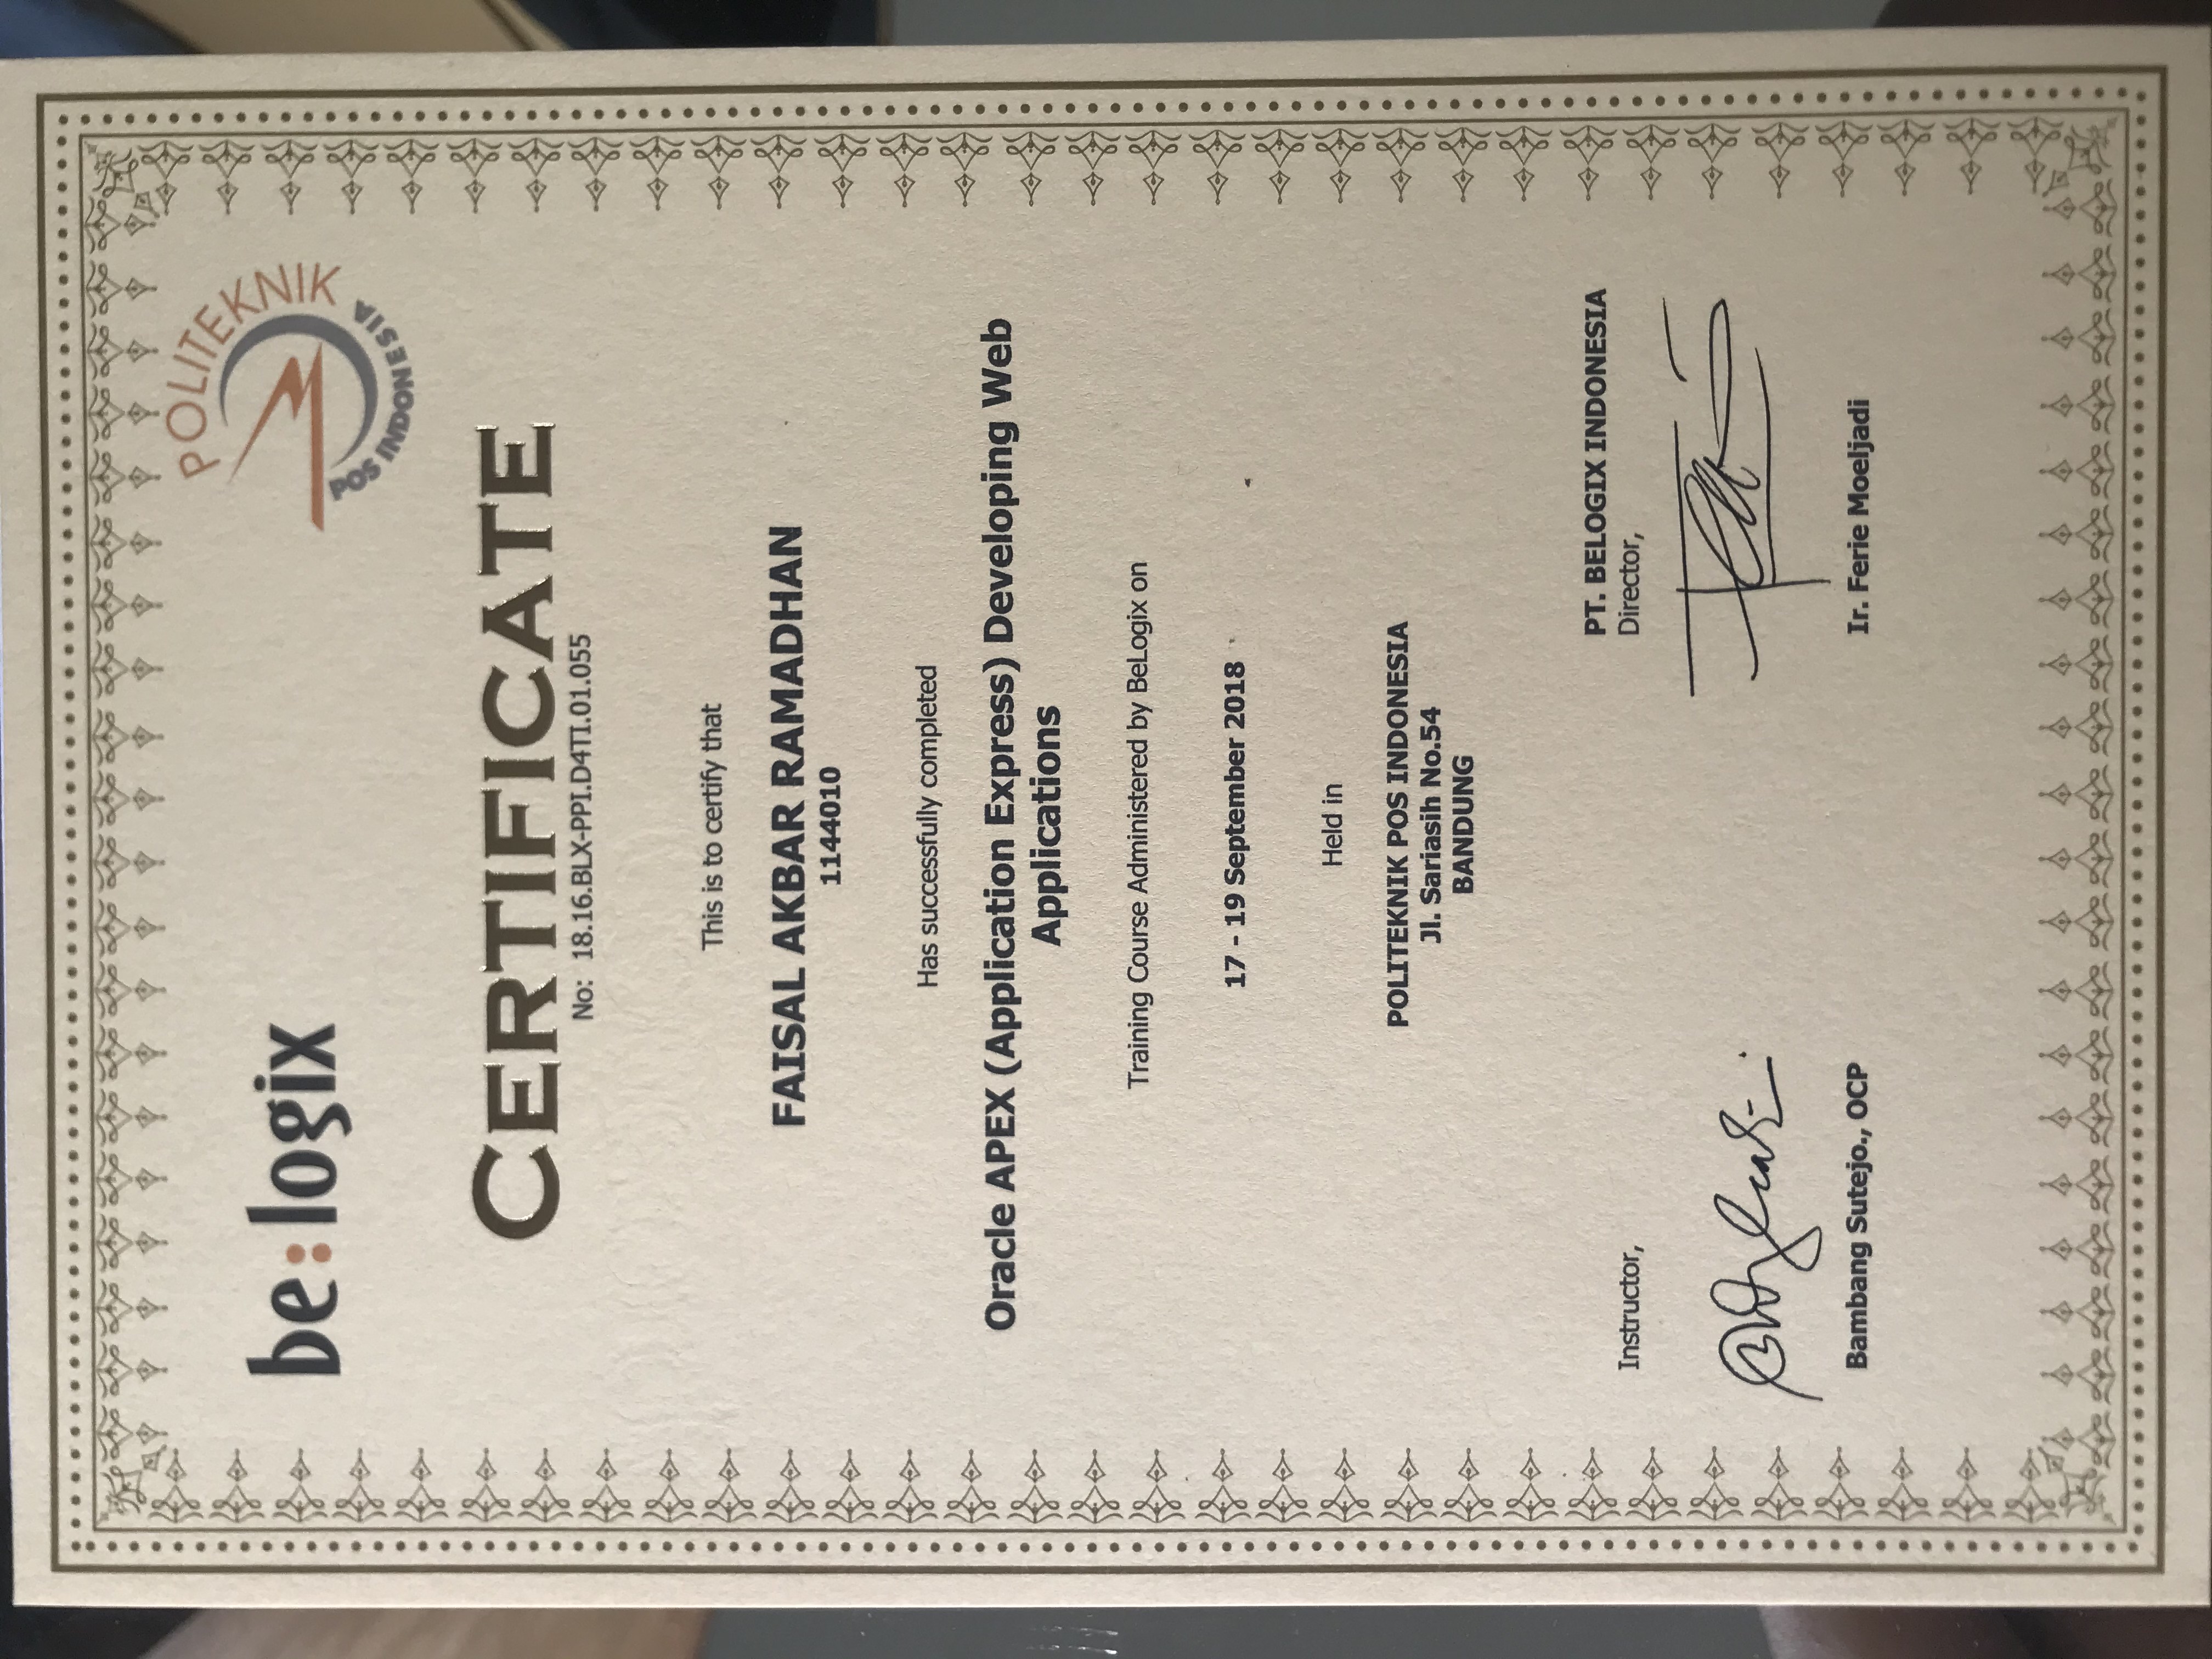 be:logix
POLITEKNIK
POS INDONESIA
CERTIFICATE
No: 18.16.BLX-PPI.D4TI.01.055
This is to certify that
FAISAL AKBAR RAMADHAN
1144010
Has successfully completed
Oracle APEX (Application Express) Developing Web
Applications
Training Course Administered by BeLogix on
17 - 19 September 2018
Held in
POLITEKNIK POS INDONESIA
Jl. Sariasih No.54
BANDUNG
PT. BELOGIX INDONESIA
Instructor,
Director,
Bambang Sutejo., OCP
Ir. Ferie Moeljadi